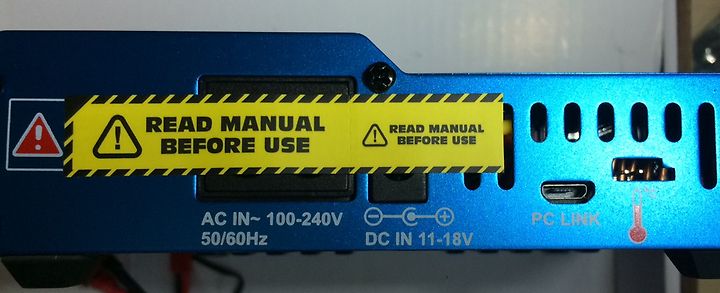 READ MANUAL
BEFORE USE
READ MANUAL
BEFORE USE
AC IN~ 100-240V
50/60Hz
DC IN 11-18V
PC LINK